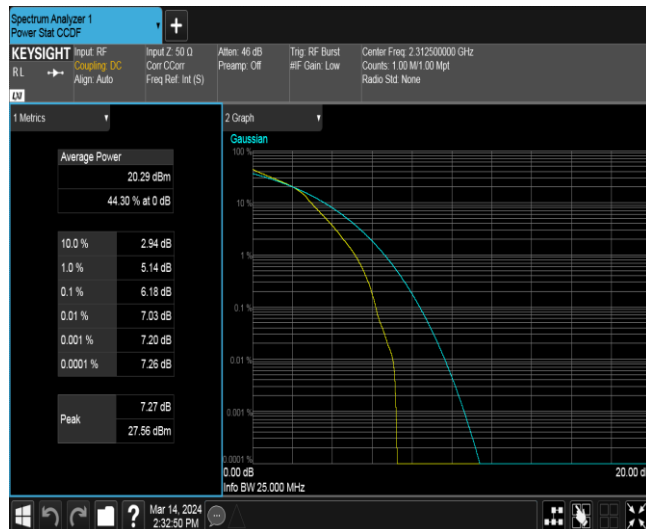 Spectrum Analyzer 1
Power Stat CCDF
+
KEYSIGHT
RL
LXI
Input: RF
Coupling: DC
Align: Auto
Input Z: 50 Ω
Corr CCorr
Freq Ref: Int (S)
Atten: 46 dB
Preamp: Off
Trig: RF Burst
#IF Gain: Low
Center Freq: 2.312500000 GHz
Counts: 1.00 M/1.00 Mpt
Radio Std: None
1 Metrics
Average Power
20.29 dBm
44.30 % at 0 dB
10.0 % 2.94 dB
1.0 % 5.14 dB
0.1 % 6.18 dB
0.01 % 7.03 dB
0.001 % 7.20 dB
0.0001 % 7.26 dB
Peak
7.27 dB
27.56 dBm
2 Graph
Gaussian
100 %
10 %
1 %
0.1 %
0.01 %
0.001 %
0.0001 %
0.00 dB 20.00 d
Info BW 25.000 MHz
?
Mar 14, 2024
2:32:50 PM